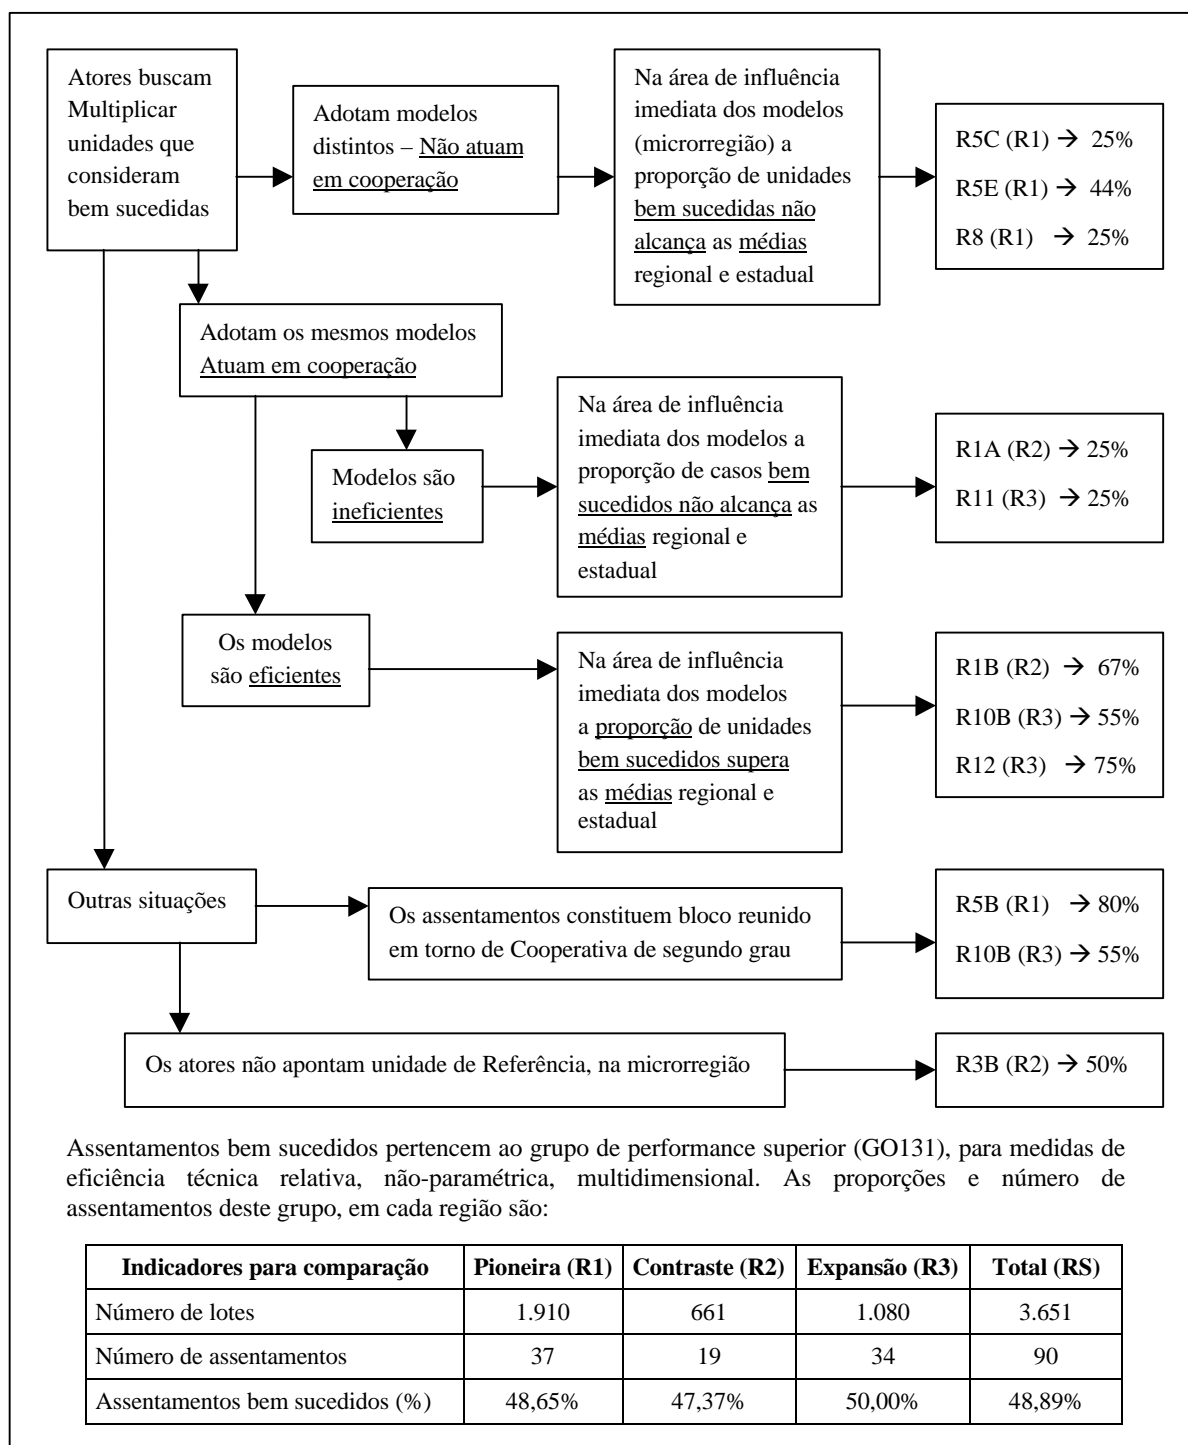 Atores buscam
Multiplicar
unidades que
consideram
bem sucedidas
Adotam modelos
distintos – Não atuam
em cooperação
Na área de influência
imediata dos modelos
(microrregião) a
proporção de unidades
bem sucedidas não
alcança as médias
regional e estadual
R5C (R1) → 25%
R5E (R1) → 44%
R8 (R1) → 25%
Adotam os mesmos modelos
Atuam em cooperação
Modelos são
ineficientes
Na área de influência
imediata dos modelos a
proporção de casos bem
sucedidos não alcança as
médias regional e
estadual
R1A (R2) → 25%
R11 (R3) → 25%
Os modelos
são eficientes
Na área de influência
imediata dos modelos
a proporção de unidades
bem sucedidos supera
as médias regional e
estadual
R1B (R2) → 67%
R10B (R3) → 55%
R12 (R3) → 75%
Outras situações
Os assentamentos constituem bloco reunido
em torno de Cooperativa de segundo grau
R5B (R1) → 80%
R10B (R3) → 55%
Os atores não apontam unidade de Referência, na microrregião
R3B (R2) → 50%
Assentamentos bem sucedidos pertencem ao grupo de performance superior (GO131), para medidas de
eficiência técnica relativa, não-paramétrica, multidimensional. As proporções e número de
assentamentos deste grupo, em cada região são:
Indicadores para comparação Pioneira (R1) Contraste (R2) Expansão (R3) Total (RS)
Número de lotes 1.910 661 1.080 3.651
Número de assentamentos 37 19 34 90
Assentamentos bem sucedidos (%) 48,65% 47,37% 50,00% 48,89%